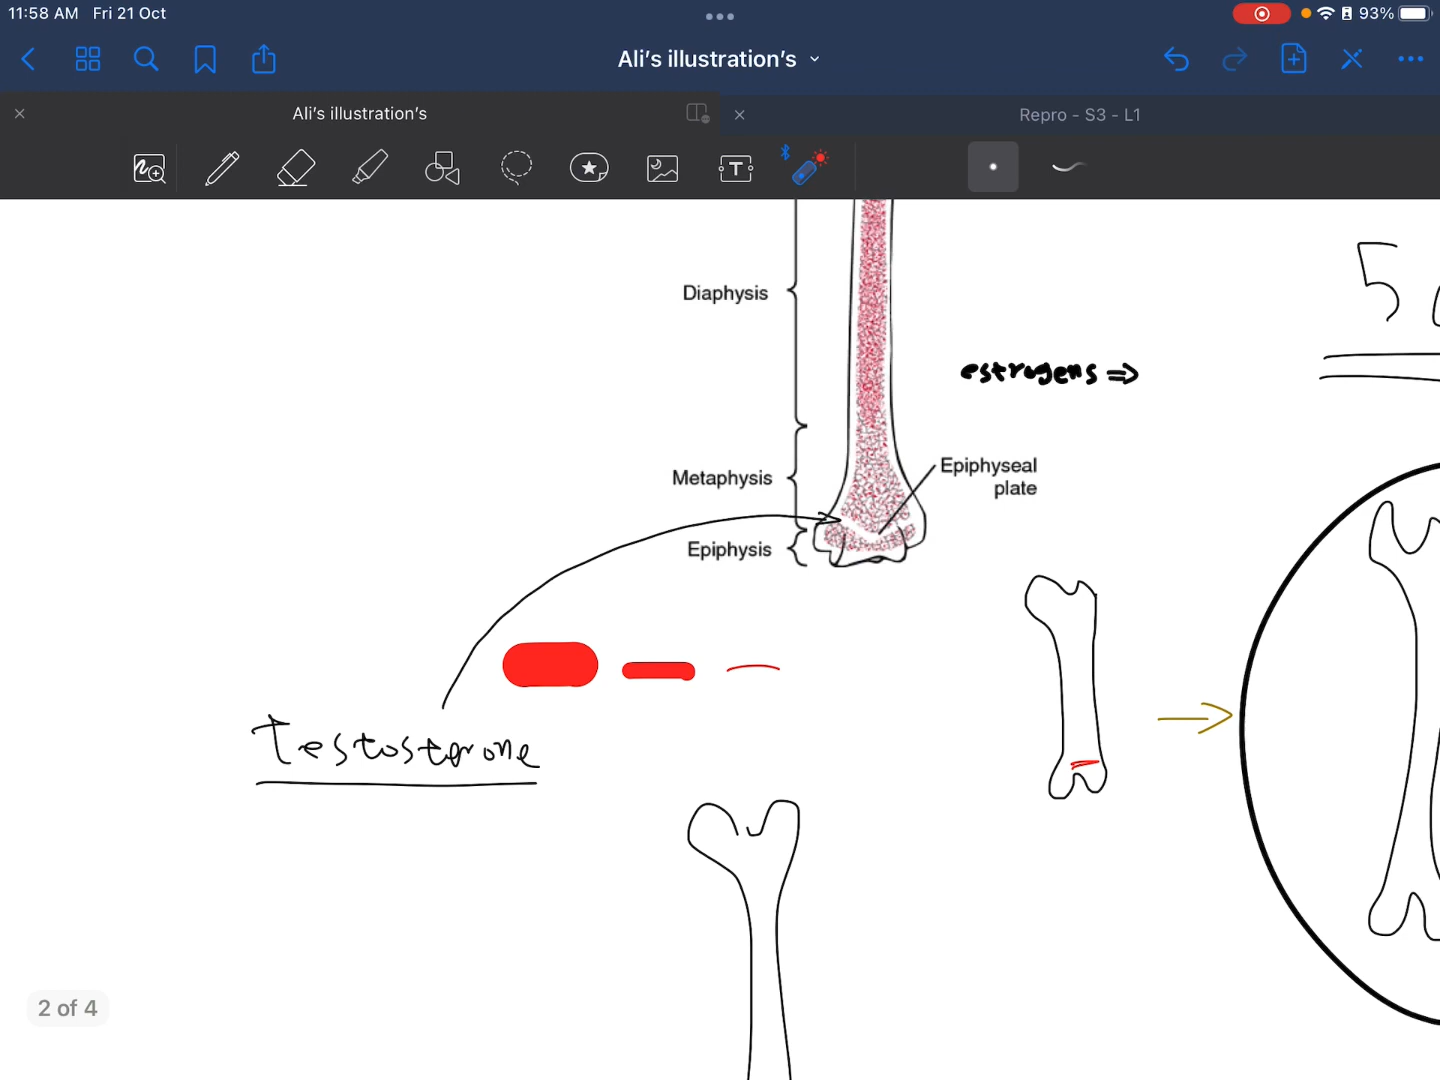 11:58 AM Fri 21 Oct
93%
Ali's illustration's
Ali's illustration's
Repro - S3 - L1
T
Diaphysis
5
estrogens ⇒
Metaphysis
Epiphyseal
plate
Epiphysis
Testosterone
2 of 4